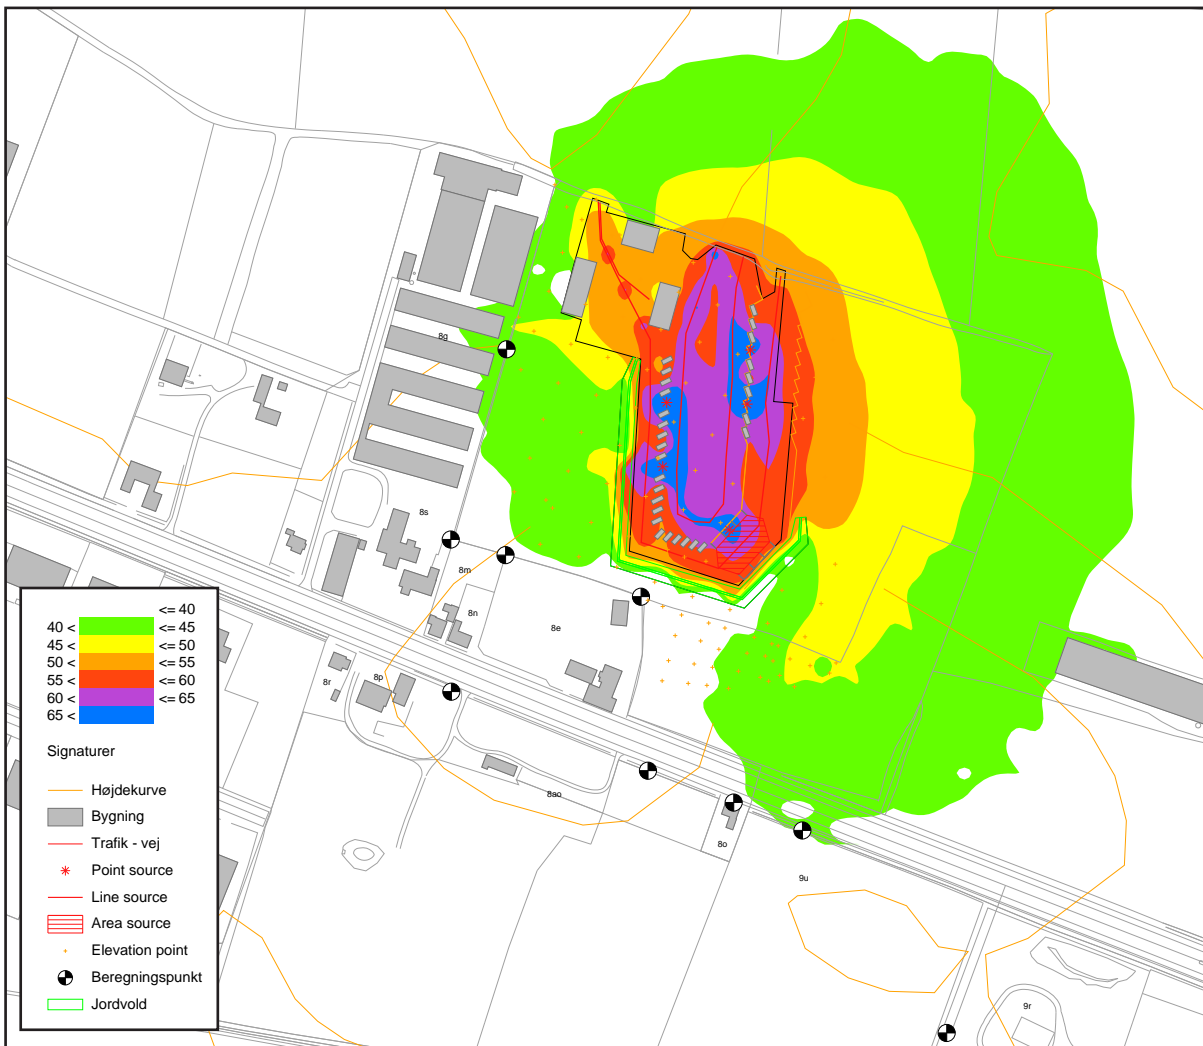 8g
8s
8m
8n
8e
8r
8p
8ao
8o
9u
9r
<= 40
40 < <= 45
45 < <= 50
50 < <= 55
55 < <= 60
60 < <= 65
65 <
Signaturer
Højdekurve
Bygning
Trafik - vej
Point source
Line source
Area source
Elevation point
Beregningspunkt
Jordvold